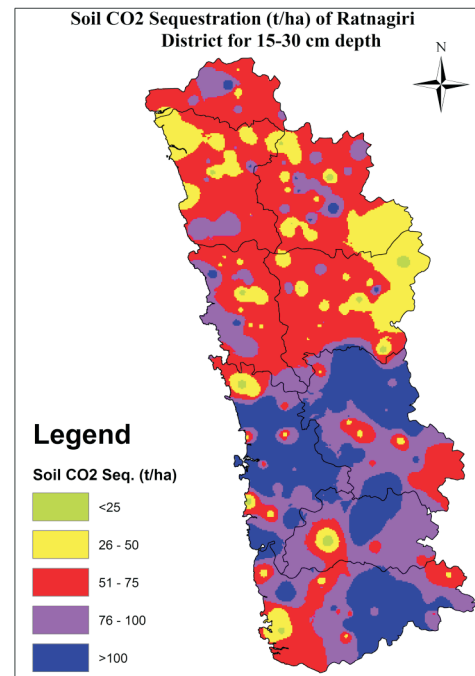 Soil CO2 Sequestration (t/ha) of Ratnagiri
District for 15-30 cm depth
N
Legend
Soil CO2 Seq. (t/ha)
<25
26 - 50
51 - 75
76 - 100
>100